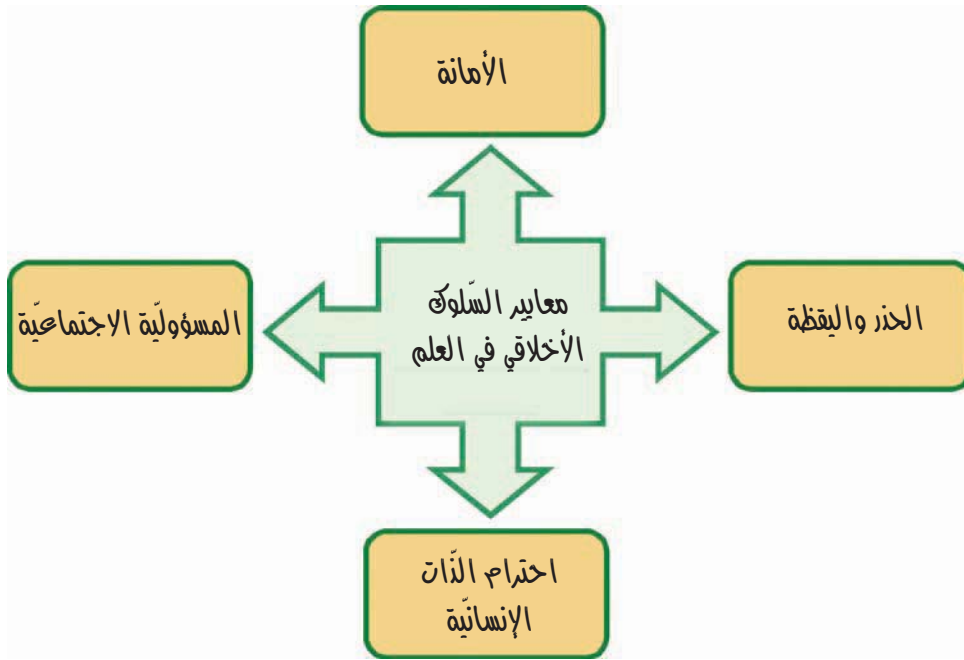 الأمانة
معايير السّلوك
الأخلاقي في العلم
الحذر واليقظة
المسؤوليّة الاجتماعيّة
احترام الذّات
الإنسانيّة